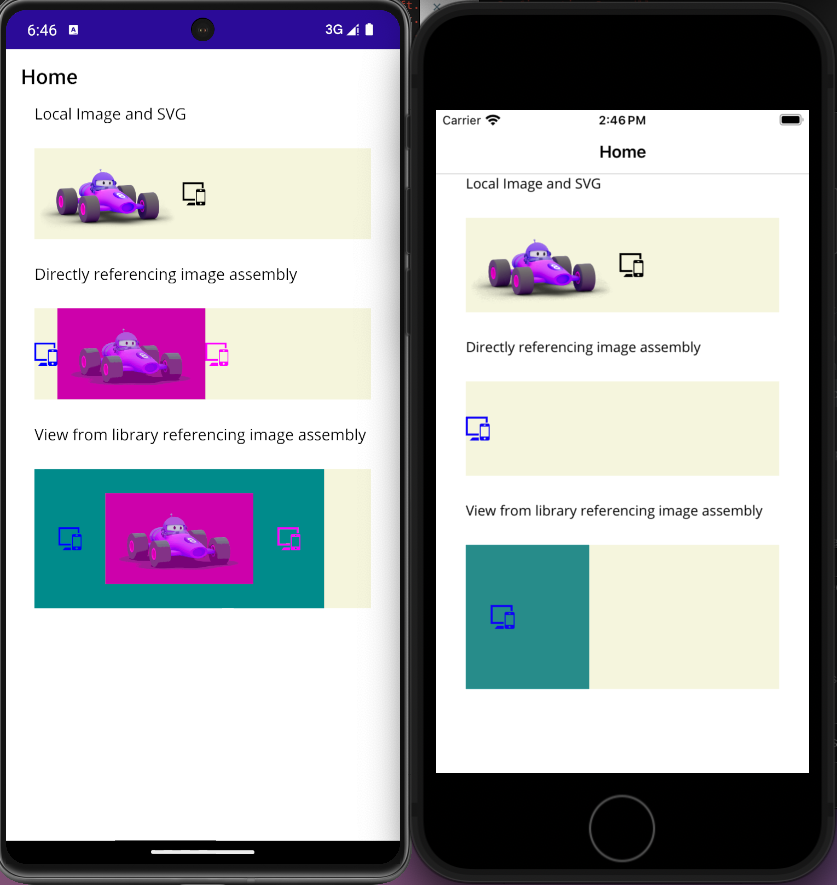 6:46 A 3G
Home
Local Image and SVG
Directly referencing image assembly
View from library referencing image assembly
Carrier 2:46 PM
Home
Local Image and SVG
Directly referencing image assembly
View from library referencing image assembly